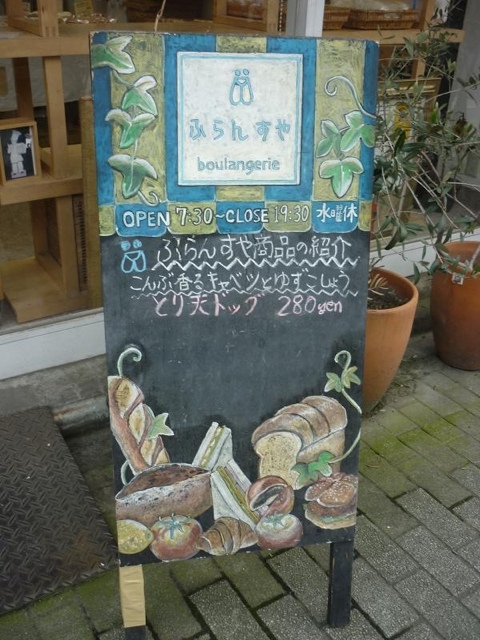 ふらんすや
boulangerie
OPEN 7:30~CLOSE 19:30 水曜休
ふらんすや商品の紹介
こんぶ香るキャベツとゆずこしょう
とり天ドッグ 280yen